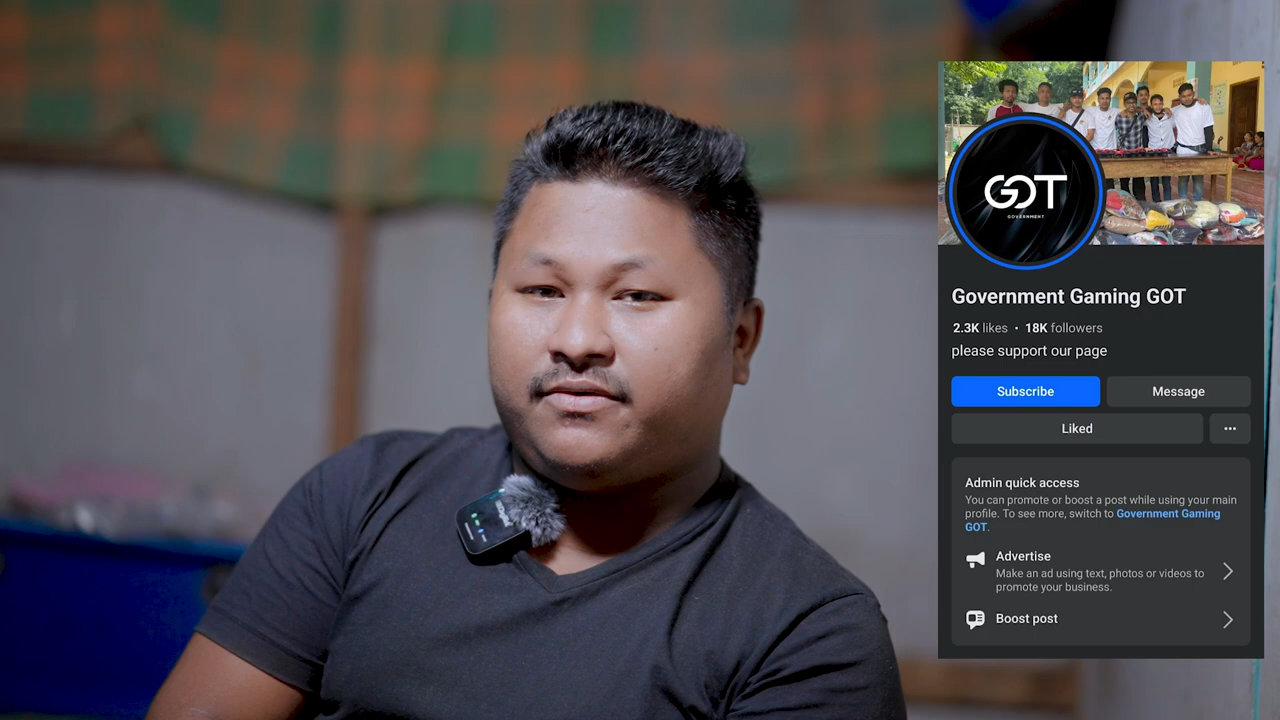 GOT
GOVERNMENT
Government Gaming GOT
2.3K likes · 18K followers
please support our page
Subscribe
Message
Liked
Admin quick access
You can promote or boost a post while using your main
profile. To see more, switch to Government Gaming
GOT.
Advertise
Make an ad using text, photos or videos to
promote your business.
Boost post